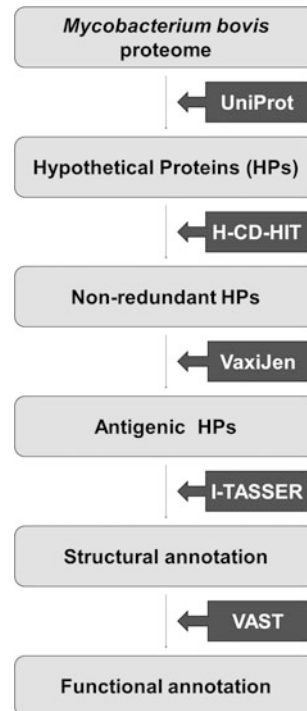 Mycobacterium bovis
proteome
UniProt
Hypothetical Proteins (HPs)
H-CD-HIT
Non-redundant HPs
VaxiJen
Antigenic HPs
I-TASSER
Structural annotation
VAST
Functional annotation